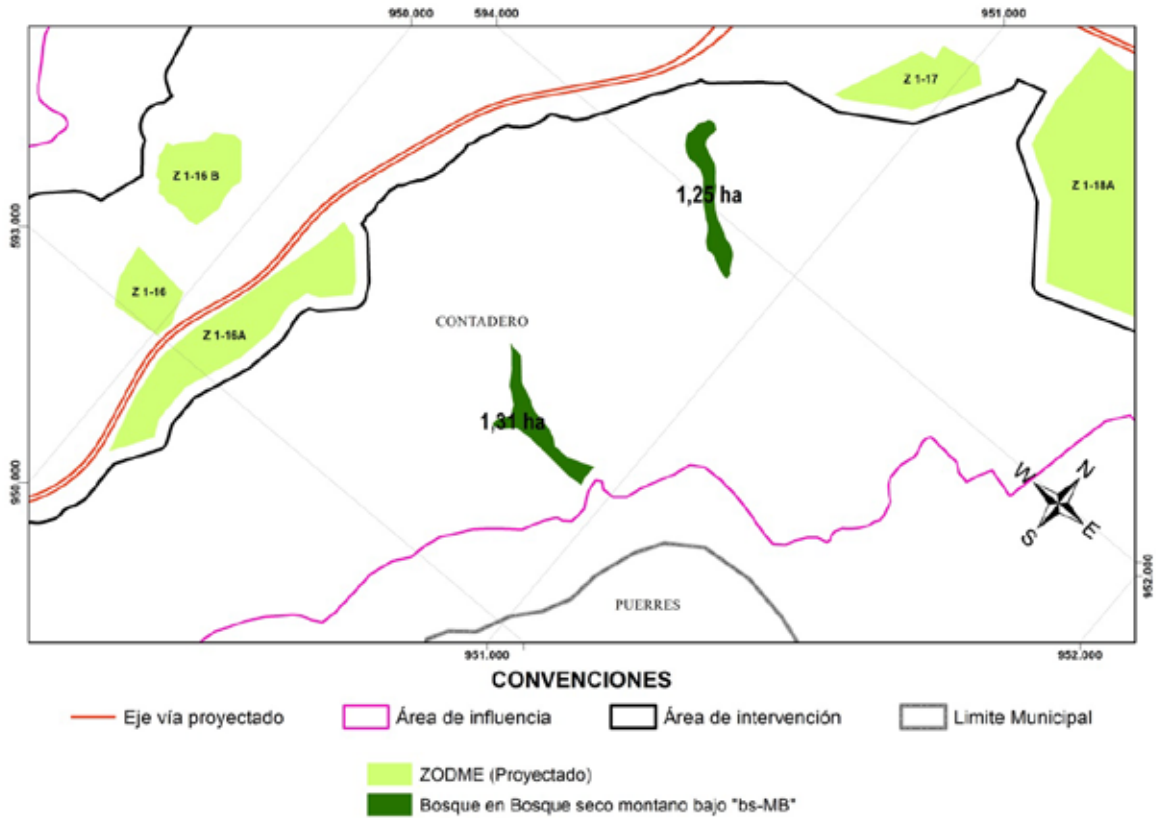 950.000 594.000 951.000
Z 1-17
Z 1-16 B
Z 1-18A
1,25 ha
593.000
Z 1-16
CONTADERO
Z 1-16A
1,31 ha
W N
S E
950.000
PUERRES
952.000
951.000 952.000
CONVENCIONES
Eje vía proyectado Área de influencia Área de intervención Limite Municipal
ZODME (Proyectado)
Bosque en Bosque seco montano bajo "bs-MB"